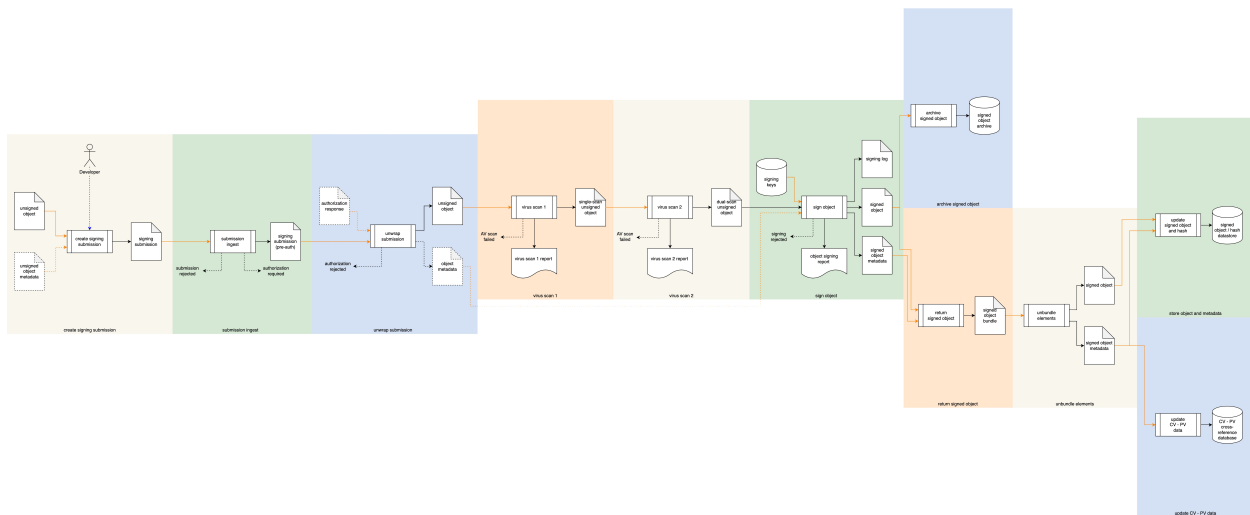 Developer
unsigned
object
unsigned
object
metadata
create signing
submission
signing
submission
create signing submission
submission
ingest
signing
submission
(pre-auth)
submission
rejected
authorization
required
submission ingest
authorization
response
unwrap
submission
unsigned
object
object
metadata
authorization
rejected
unwrap submission
virus scan 1
single-scan
unsigned
object
AV scan
failed
virus scan 1 report
virus scan 1
virus scan 2
dual-scan
unsigned
object
AV scan
failed
virus scan 2 report
virus scan 2
signing
keys
sign object
signing log
signed
object
signed
object
metadata
signing
rejected
object signing
report
sign object
archive
signed object
signed
object
archive
archive signed object
return
signed object
signed
object
bundle
return signed object
unbundle
elements
signed object
signed object
metadata
unbundle elements
update
signed object
and hash
signed
object / hash
datastore
store object and metadata
update
CV - PV
data
CV - PV
cross-
reference
database
update CV - PV data